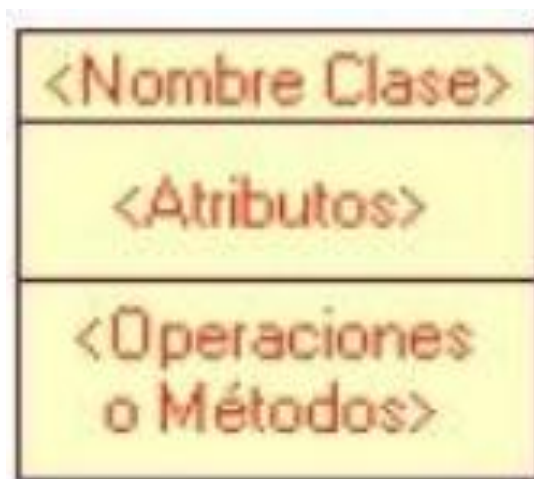 <Nombre Clase>
<Atributos>
<Operaciones
o Métodos>